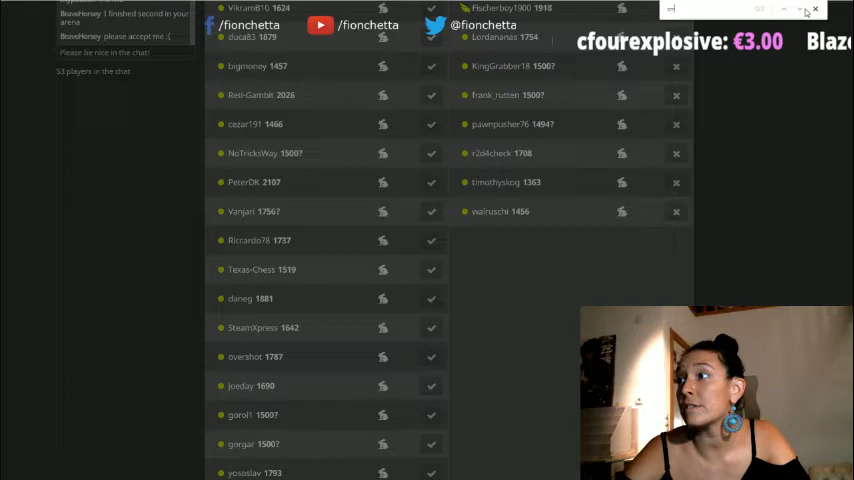 VikramB10 1624
Fischerboy1900 1918
0/0
BraveHorsey I finished second in your
arena
BraveHorsey please accept me :(
Please be nice in the chat!
53 players in the chat
/fionchetta
/fionchetta
@fionchetta
cfourexplosive: €3.00 Blaze
duca83 1879
Lordananas 1754
bigmoney 1457
KingGrabber18 1500?
Reti-Gambit 2026
frank_rutten 1500?
cezar191 1466
pawnpusher76 1494?
NoTricksWay 1500?
r2d4check 1708
PeterDK 2107
timothyskog 1363
Vanjari 1756?
walruschi 1456
Riccardo78 1737
Texas-Chess 1519
daneg 1881
SteamXpress 1642
overshot 1787
joeday 1690
gorol1 1500?
gorgar 1500?
yososlav 1793